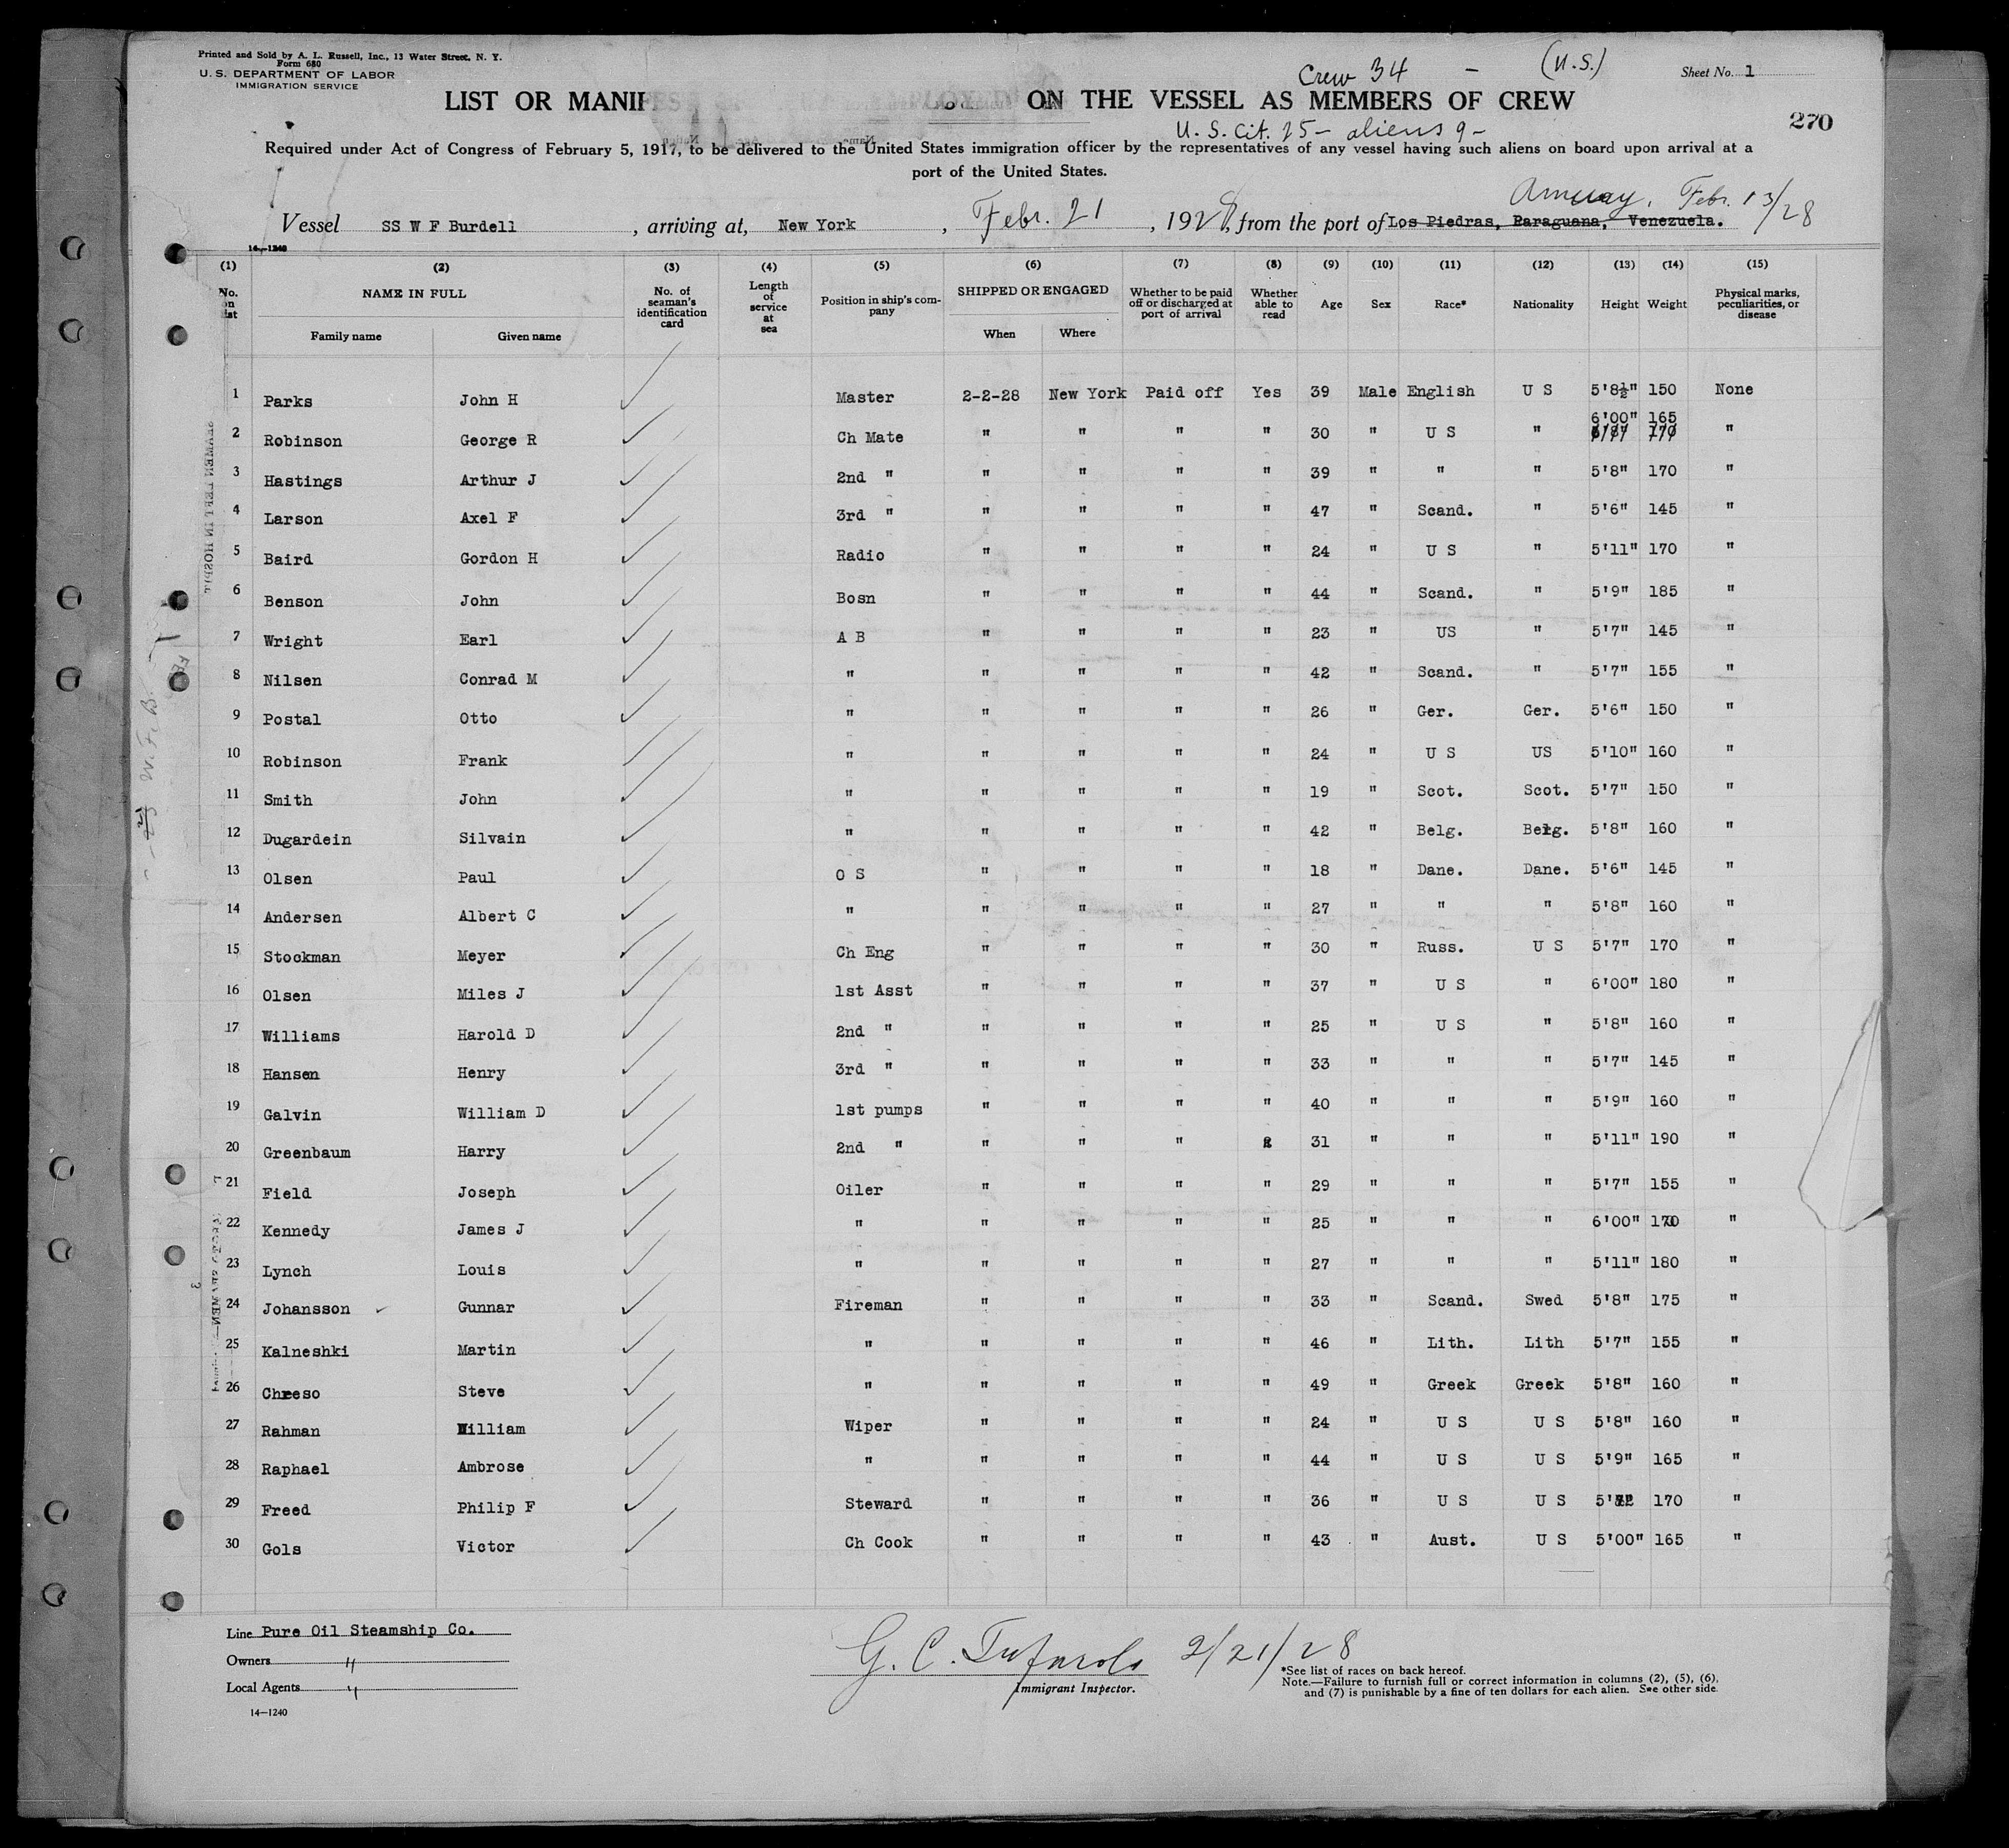 Printed and Sold by A. L. Russell, Inc., 13 Water Street, N. Y.
Form 680
U. S. DEPARTMENT OF LABOR
IMMIGRATION SERVICE
Crew 34 - (U.S.)
Sheet No. 1
LIST OR MANIFEST ON THE VESSEL AS MEMBERS OF CREW
270
U. S. Cit. 25 - aliens 9 -
Required under Act of Congress of February 5, 1917, to be delivered to the United States immigration officer by the representatives of any vessel having such aliens on board upon arrival at a
port of the United States.
Amuay, Febr. 13/28
Vessel SS W F Burdell, arriving at, New York, Febr. 21, 1928, from the port of Los Piedras, Paraguana, Venezuela.
14-1240
(1) (2) (3) (4) (5) (6) (7) (8) (9) (10) (11) (12) (13) (14) (15)
No. on list NAME IN FULL Family name Given name No. of seaman's identification card Length of service at sea Position in ship's company SHIPPED OR ENGAGED When Where Whether to be paid off or discharged at port of arrival Whether able to read Age Sex Race* Nationality Height Weight Physical marks, peculiarities, or disease
1 Parks John H Master 2-2-28 New York Paid off Yes 39 Male English U S 5'8½" 150 None
6'00" 165
2 Robinson George R Ch Mate " " " " 30 " U S " 170 "
3 Hastings Arthur J 2nd " " " " " 39 " " " 5'8" 170 "
4 Larson Axel F 3rd " " " " " 47 " Scand. " 5'6" 145 "
5 Baird Gordon H Radio " " " " 24 " U S " 5'11" 170 "
6 Benson John Bosn " " " " 44 " Scand. " 5'9" 185 "
7 Wright Earl A B " " " " 23 " US " 5'7" 145 "
8 Nilsen Conrad M " " " " " 42 " Scand. " 5'7" 155 "
9 Postal Otto " " " " " 26 " Ger. Ger. 5'6" 150 "
10 Robinson Frank " " " " " 24 " U S US 5'10" 160 "
11 Smith John " " " " " 19 " Scot. Scot. 5'7" 150 "
12 Dugardein Silvain " " " " " 42 " Belg. Belg. 5'8" 160 "
13 Olsen Paul O S " " " " 18 " Dane. Dane. 5'6" 145 "
14 Andersen Albert C " " " " " 27 " " " 5'8" 160 "
15 Stockman Meyer Ch Eng " " " " 30 " Russ. U S 5'7" 170 "
16 Olsen Miles J 1st Asst " " " " 37 " U S " 6'00" 180 "
17 Williams Harold D 2nd " " " " " 25 " U S " 5'8" 160 "
18 Hansen Henry 3rd " " " " " 33 " " " 5'7" 145 "
19 Galvin William D 1st pumps " " " " 40 " " " 5'9" 160 "
20 Greenbaum Harry 2nd " " " " 31 " " " 5'11" 190 "
21 Field Joseph Oiler " " " " 29 " " " 5'7" 155 "
22 Kennedy James J " " " " " 25 " " " 6'00" 170 "
23 Lynch Louis " " " " " 27 " " " 5'11" 180 "
24 Johansson Gunnar Fireman " " " " 33 " Scand. Swed 5'8" 175 "
25 Kalneshki Martin " " " " " 46 " Lith. Lith 5'7" 155 "
26 Chreso Steve " " " " " 49 " Greek Greek 5'8" 160 "
27 Rahman William Wiper " " " " 24 " U S U S 5'8" 160 "
28 Raphael Ambrose " " " " " 44 " U S U S 5'9" 165 "
29 Freed Philip F Steward " " " " 36 " U S U S 170 "
30 Gols Victor Ch Cook " " " " 43 " Aust. U S 5'00" 165 "
Line Pure Oil Steamship Co.
Owners "
Local Agents "
14-1240
G. C. 2/21/28
Immigrant Inspector.
*See list of races on back hereof.
Note.—Failure to furnish full or correct information in columns (2), (5), (6),
and (7) is punishable by a fine of ten dollars for each alien. See other side.